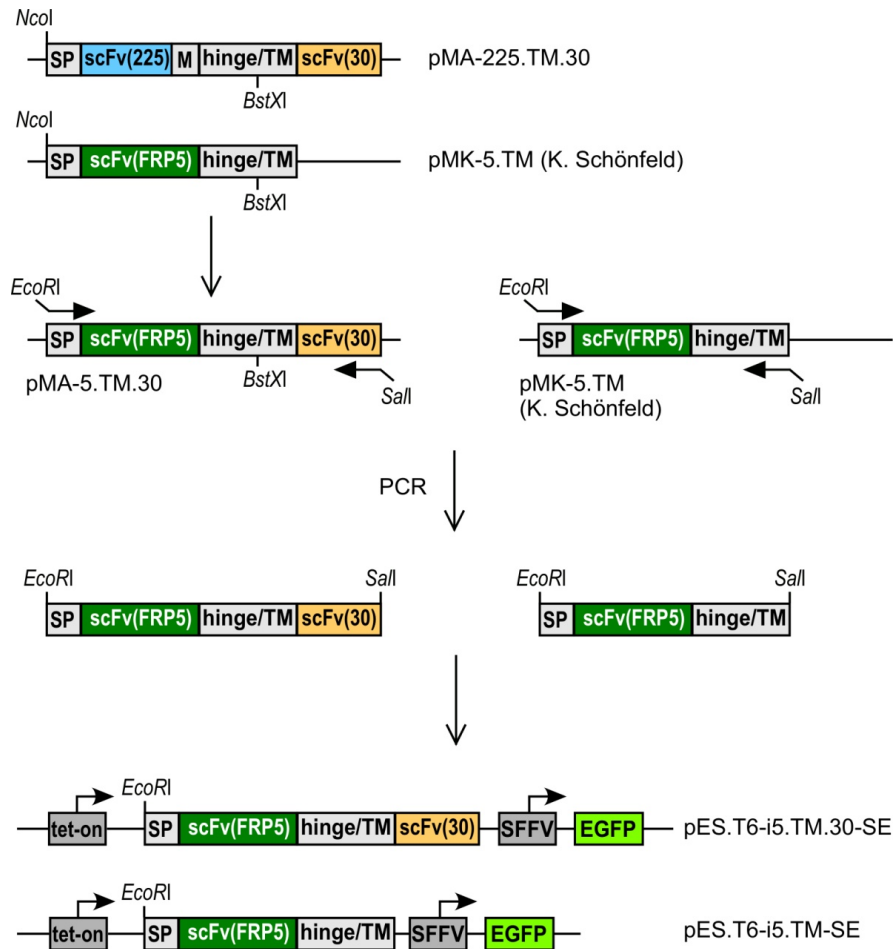 NcoI
SP scFv(225) M hinge/TM scFv(30) pMA-225.TM.30
BstXI
NcoI
SP scFv(FRP5) hinge/TM pMK-5.TM (K. Schönfeld)
BstXI
EcoRI EcoRI
SP scFv(FRP5) hinge/TM scFv(30) SP scFv(FRP5) hinge/TM
pMA-5.TM.30 BstXI SalI pMK-5.TM SalI
(K. Schönfeld)
PCR
EcoRI SalI EcoRI SalI
SP scFv(FRP5) hinge/TM scFv(30) SP scFv(FRP5) hinge/TM
EcoRI
tet-on SP scFv(FRP5) hinge/TM scFv(30) SFFV EGFP pES.T6-i5.TM.30-SE
EcoRI
tet-on SP scFv(FRP5) hinge/TM SFFV EGFP pES.T6-i5.TM-SE